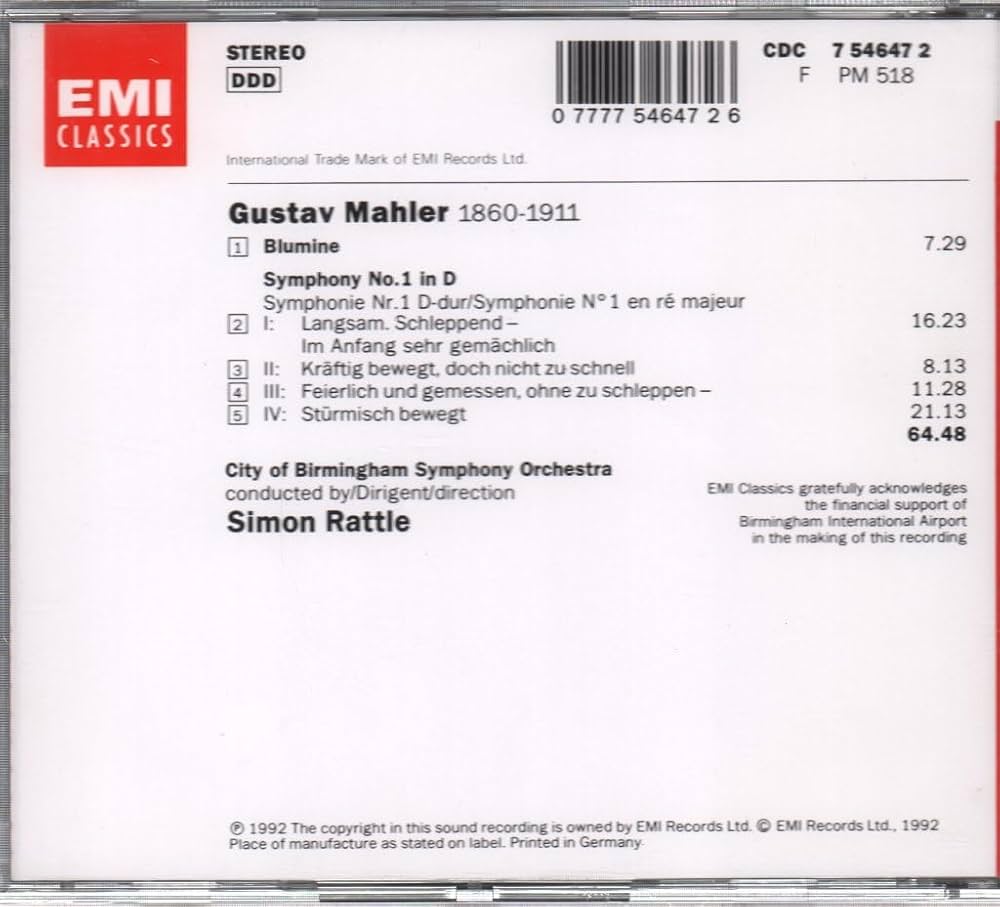 EMI
CLASSICS
STEREO
DDD
0 7777 54647 2 6
CDC 7 54647 2
F PM 518
International Trade Mark of EMI Records Ltd.
Gustav Mahler 1860-1911
1 Blumine 7.29
Symphony No.1 in D
Symphonie Nr.1 D-dur/Symphonie N° 1 en ré majeur
2 I: Langsam. Schleppend – 16.23
Im Anfang sehr gemächlich
3 II: Kräftig bewegt, doch nicht zu schnell 8.13
4 III: Feierlich und gemessen, ohne zu schleppen – 11.28
5 IV: Stürmisch bewegt 21.13
64.48
City of Birmingham Symphony Orchestra
conducted by/Dirigent/direction
Simon Rattle
EMI Classics gratefully acknowledges
the financial support of
Birmingham International Airport
in the making of this recording
℗ 1992 The copyright in this sound recording is owned by EMI Records Ltd. © EMI Records Ltd., 1992
Place of manufacture as stated on label. Printed in Germany.